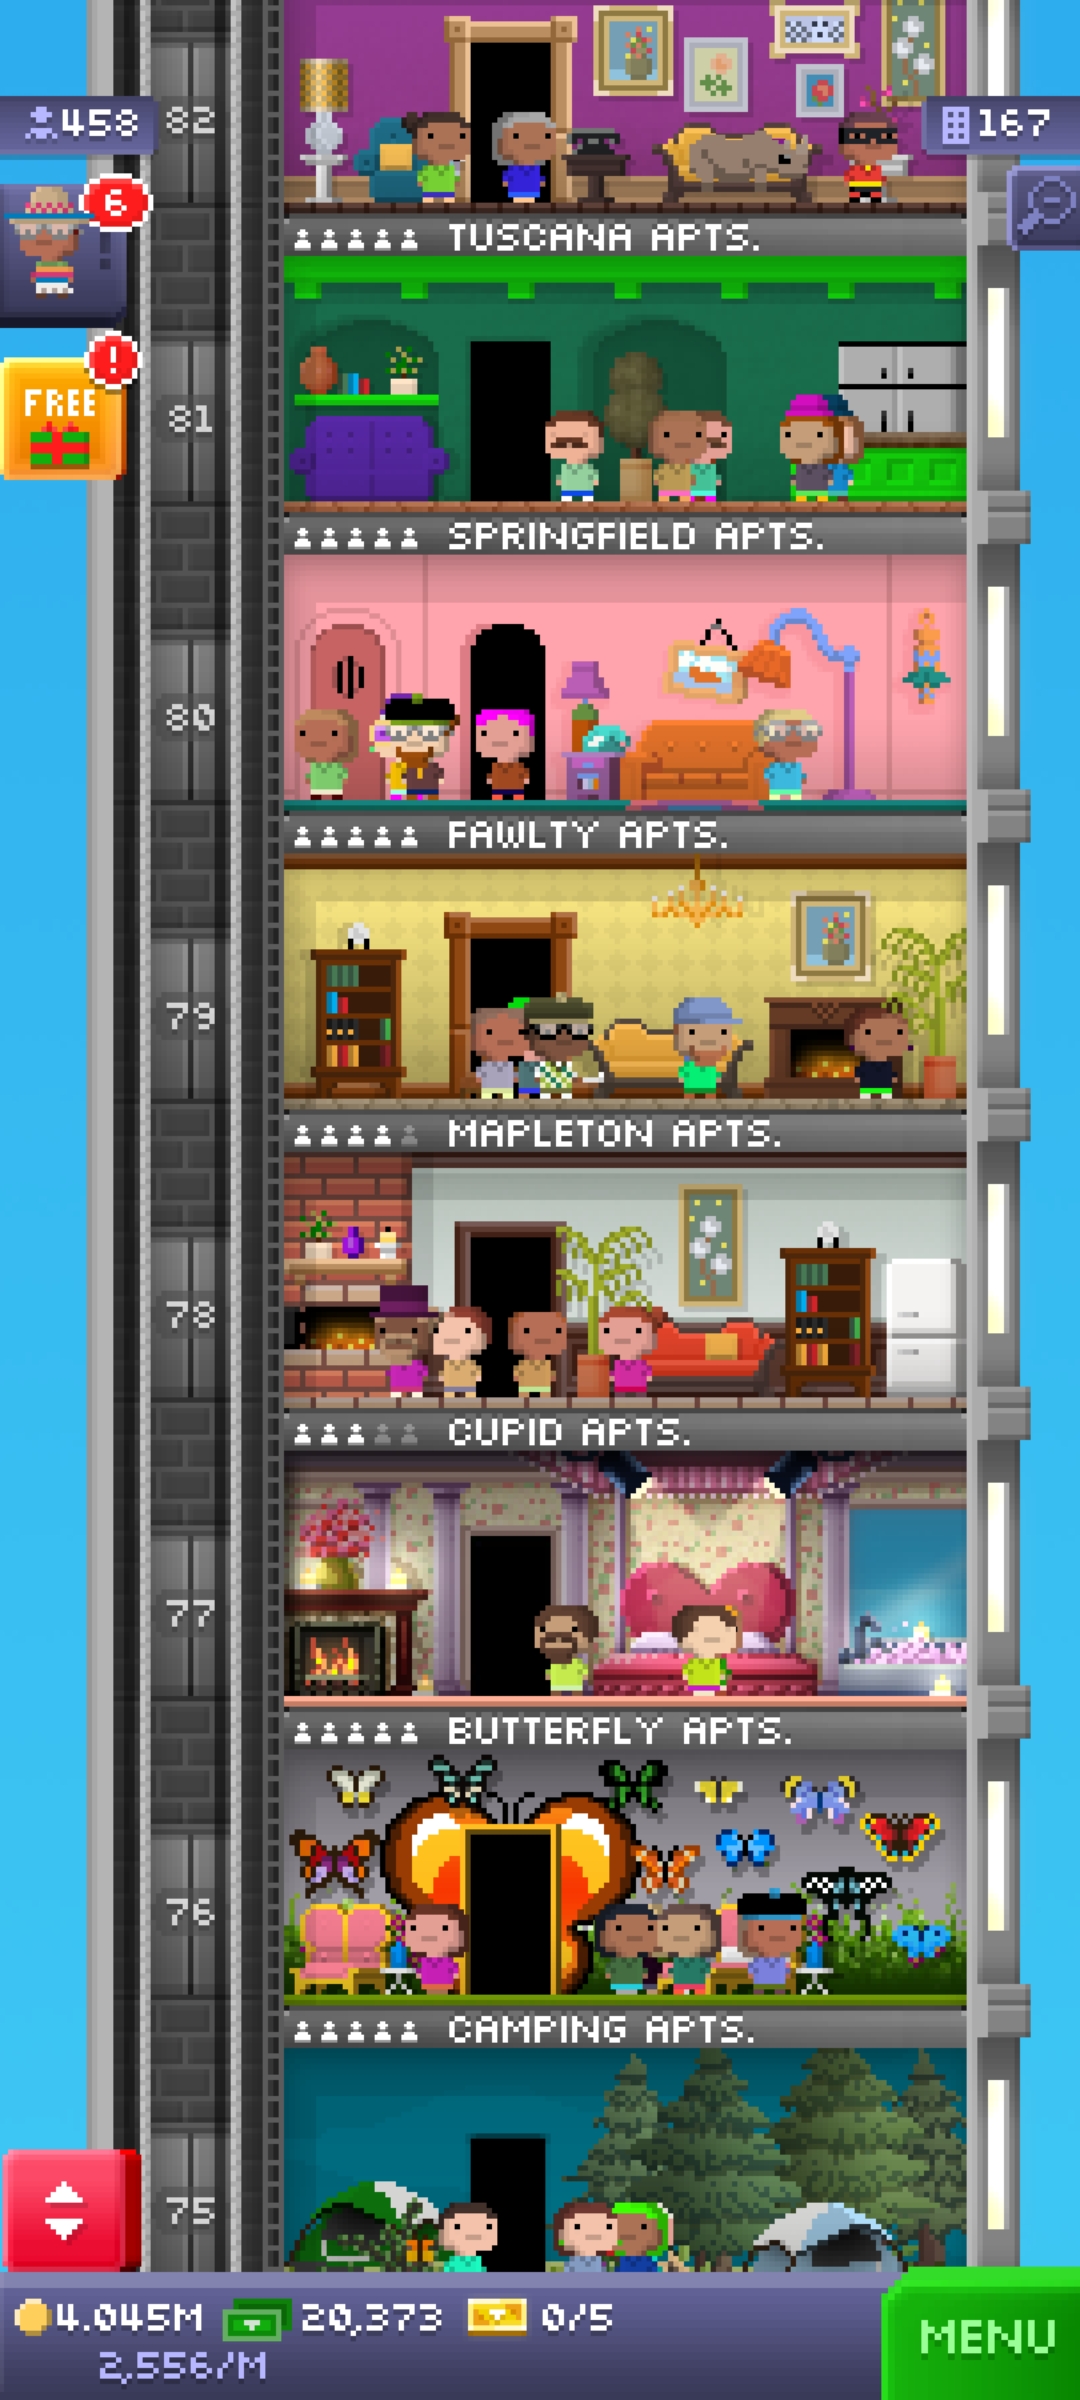 458
82
167
6
TUSCANA APTS.
!
FREE
81
SPRINGFIELD APTS.
80
FAWLTY APTS.
79
MAPLETON APTS.
78
CUPID APTS.
77
BUTTERFLY APTS.
76
CAMPING APTS.
75
4.045M 20,373 0/5
2,556/M
MENU